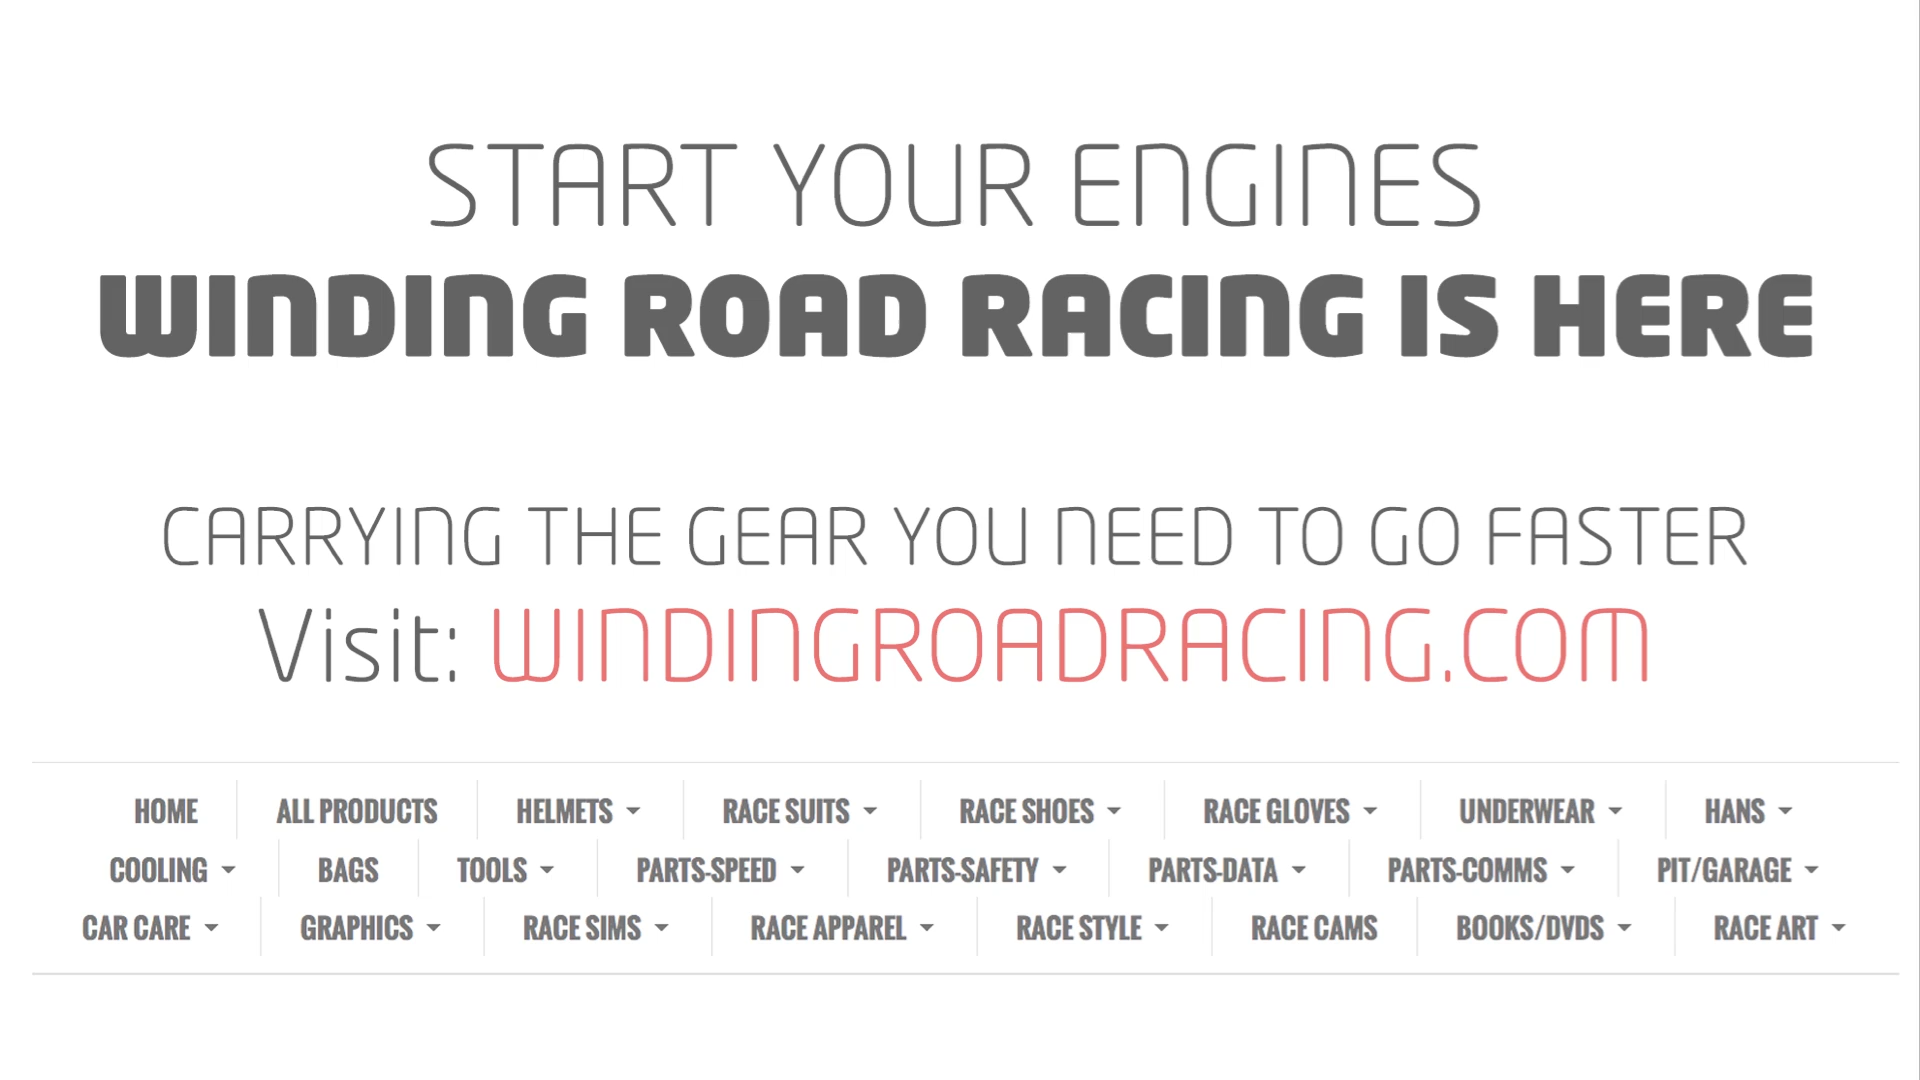 START YOUR ENGINES
WINDING ROAD RACING IS HERE
CARRYING THE GEAR YOU NEED TO GO FASTER
Visit: WINDINGROADRACING.COM
HOME ALL PRODUCTS HELMETS RACE SUITS RACE SHOES RACE GLOVES UNDERWEAR HANS
COOLING BAGS TOOLS PARTS-SPEED PARTS-SAFETY PARTS-DATA PARTS-COMMS PIT/GARAGE
CAR CARE GRAPHICS RACE SIMS RACE APPAREL RACE STYLE RACE CAMS BOOKS/DVDS RACE ART